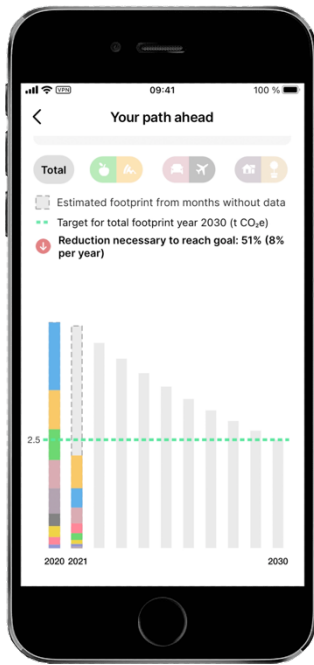 VPN 09:41 100 %
Your path ahead
Total
Estimated footprint from months without data
Target for total footprint year 2030 (t CO₂e)
Reduction necessary to reach goal: 51% (8%
per year)
2.5
2020 2021 2030